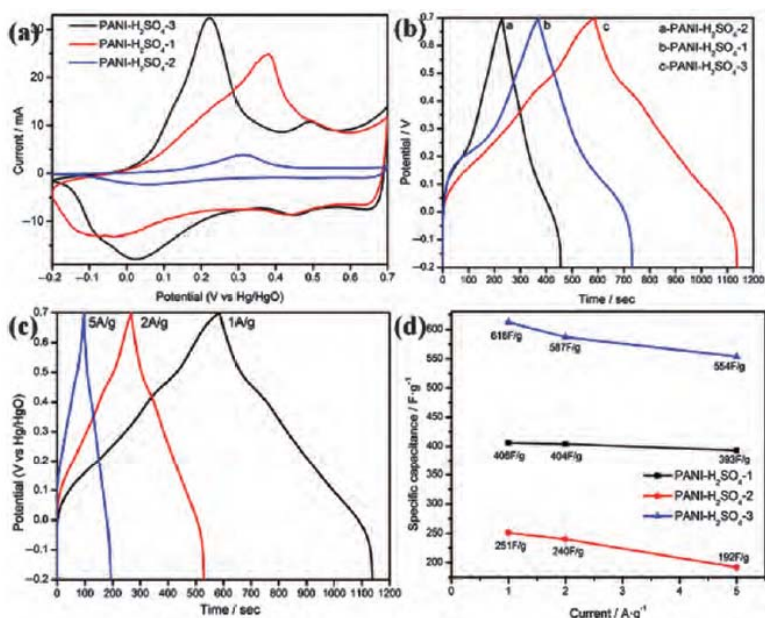 (a)
PANI-H₂SO₄-3
PANI-H₂SO₄-1
PANI-H₂SO₄-2
Current / mA
30
20
10
0
−10
−0.2 −0.1 0.0 0.1 0.2 0.3 0.4 0.5 0.6 0.7
Potential (V vs Hg/HgO)
(b)
a b c
a-PANI-H₂SO₄-2
b-PANI-H₂SO₄-1
c-PANI-H₂SO₄-3
Potential / V
0.7
0.6
0.5
0.4
0.3
0.2
0.1
0.0
−0.1
−0.2
0 100 200 300 400 500 600 700 800 900 1000 1100 1200
Time / sec
(c)
5A/g 2A/g 1A/g
Potential (V vs Hg/HgO)
0.7
0.6
0.5
0.4
0.3
0.2
0.1
0.0
−0.1
−0.2
0 100 200 300 400 500 600 700 800 900 1000 1100 1200
Time / sec
(d)
Specific capacitance / F·g⁻¹
600
550
500
450
400
350
300
250
200
616F/g
587F/g
554F/g
406F/g
404F/g
393F/g
PANI-H₂SO₄-1
PANI-H₂SO₄-2
PANI-H₂SO₄-3
251F/g
240F/g
192F/g
0 1 2 3 4 5
Current / A·g⁻¹